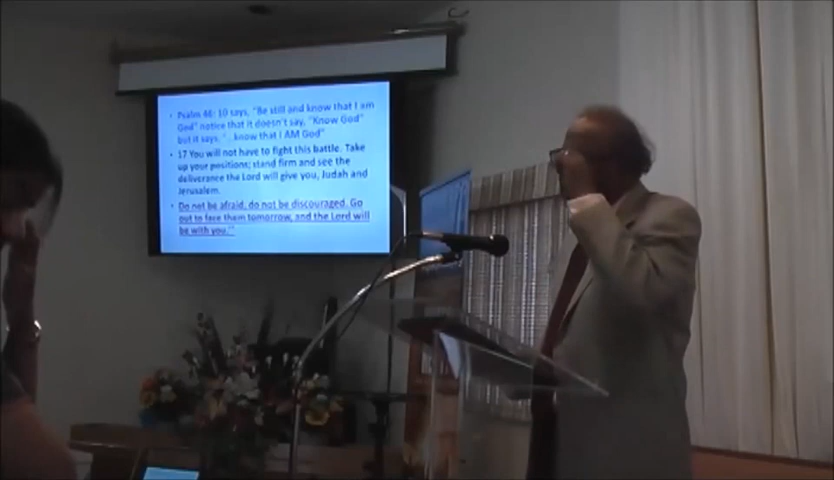 • Psalm 46: 10 says, "Be still and know that I am
God" notice that it doesn't say, "Know God"
but it says, "...know that I AM God"
• 17 You will not have to fight this battle. Take
up your positions; stand firm and see the
deliverance the Lord will give you, Judah and
Jerusalem.
• Do not be afraid, do not be discouraged. Go
out to face them tomorrow, and the Lord will
be with you.'"